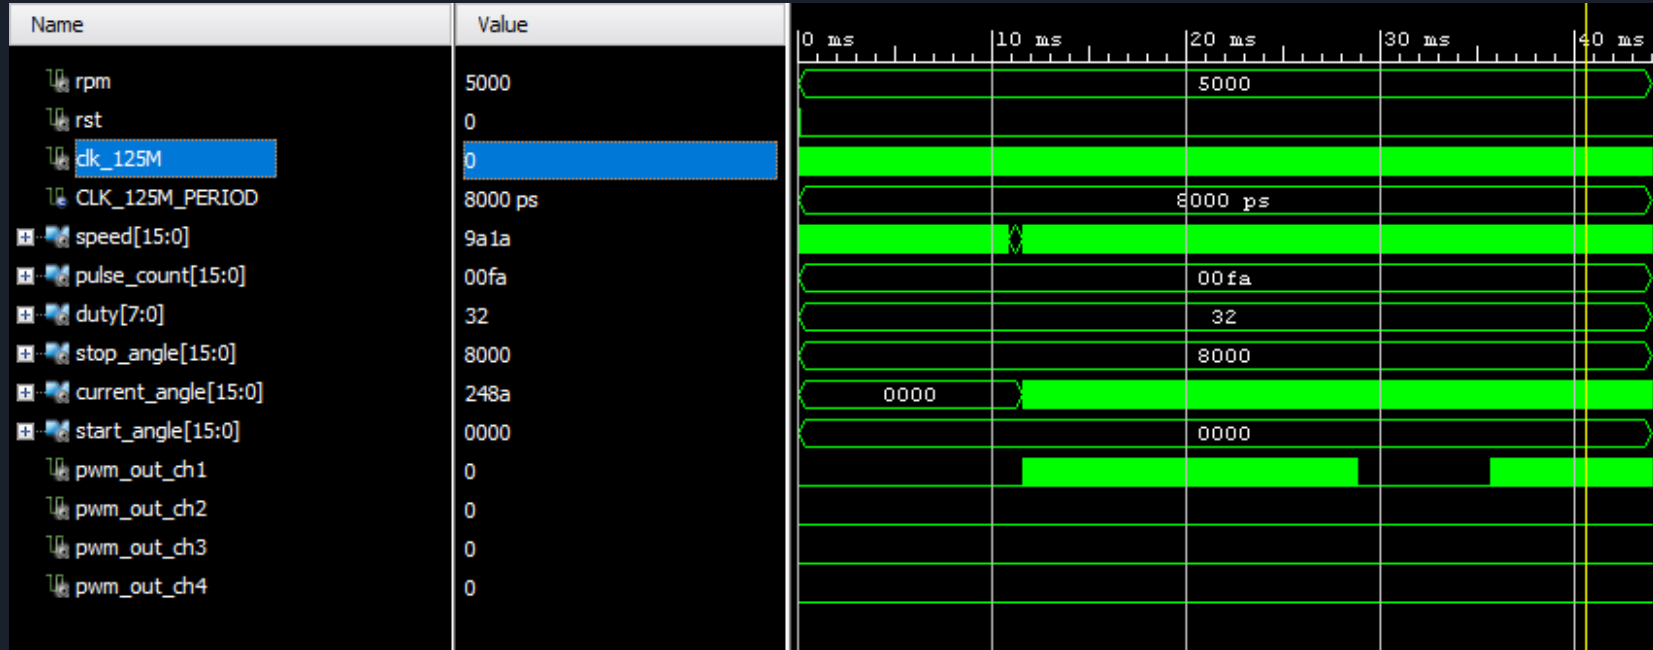 Name Value
0 ms 10 ms 20 ms 30 ms 40 ms
rpm 5000 5000
rst 0
clk_125M 0
CLK_125M_PERIOD 8000 ps 8000 ps
speed[15:0] 9a1a
pulse_count[15:0] 00fa 00fa
duty[7:0] 32 32
stop_angle[15:0] 8000 8000
current_angle[15:0] 248a 0000
start_angle[15:0] 0000 0000
pwm_out_ch1 0
pwm_out_ch2 0
pwm_out_ch3 0
pwm_out_ch4 0